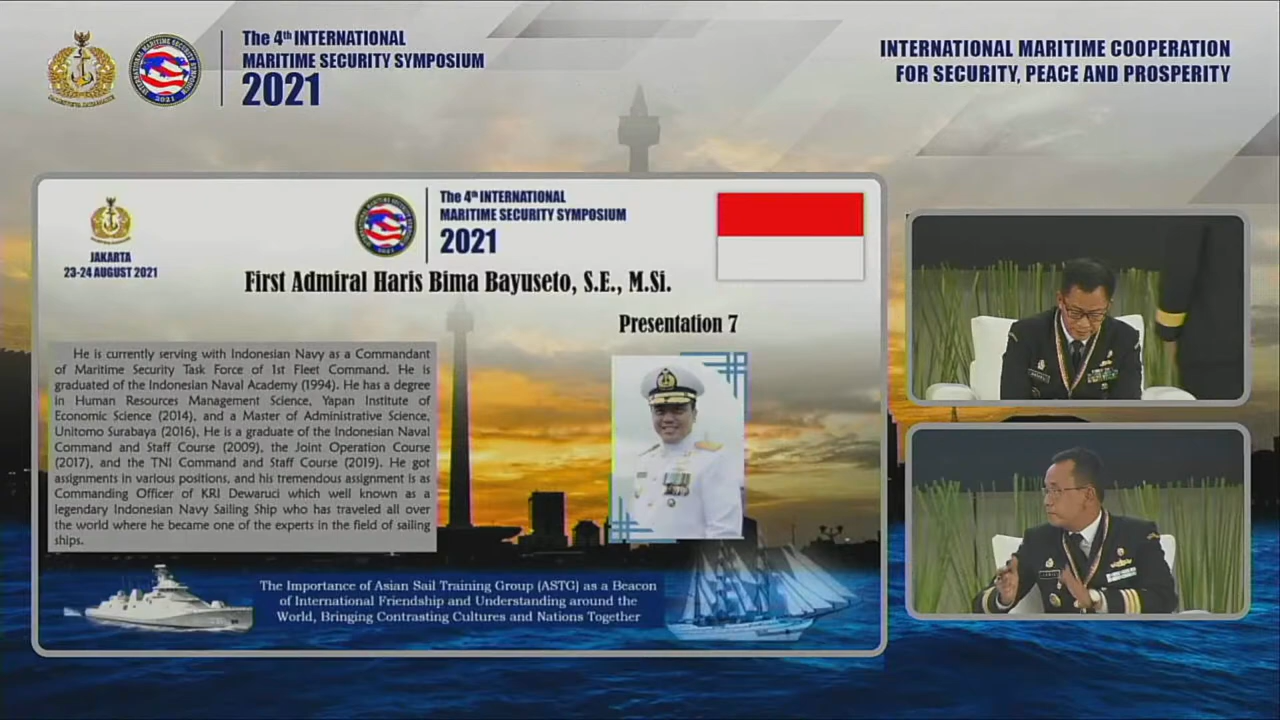 The 4th INTERNATIONAL
MARITIME SECURITY SYMPOSIUM
2021
INTERNATIONAL MARITIME COOPERATION
FOR SECURITY, PEACE AND PROSPERITY
JAKARTA
23-24 AUGUST 2021
The 4th INTERNATIONAL
MARITIME SECURITY SYMPOSIUM
2021
First Admiral Haris Bima Bayuseto, S.E., M.Si.
Presentation 7
He is currently serving with Indonesian Navy as a Commandant
of Maritime Security Task Force of 1st Fleet Command. He is
graduated of the Indonesian Naval Academy (1994). He has a degree
in Human Resources Management Science, Yapan Institute of
Economic Science (2014), and a Master of Administrative Science,
Unitomo Surabaya (2016), He is a graduate of the Indonesian Naval
Command and Staff Course (2009), the Joint Operation Course
(2017), and the TNI Command and Staff Course (2019). He got
assignments in various positions, and his tremendous assignment is as
Commanding Officer of KRI Dewaruci which well known as a
legendary Indonesian Navy Sailing Ship who has traveled all over
the world where he became one of the experts in the field of sailing
ships.
The Importance of Asian Sail Training Group (ASTG) as a Beacon
of International Friendship and Understanding around the
World, Bringing Contrasting Cultures and Nations Together